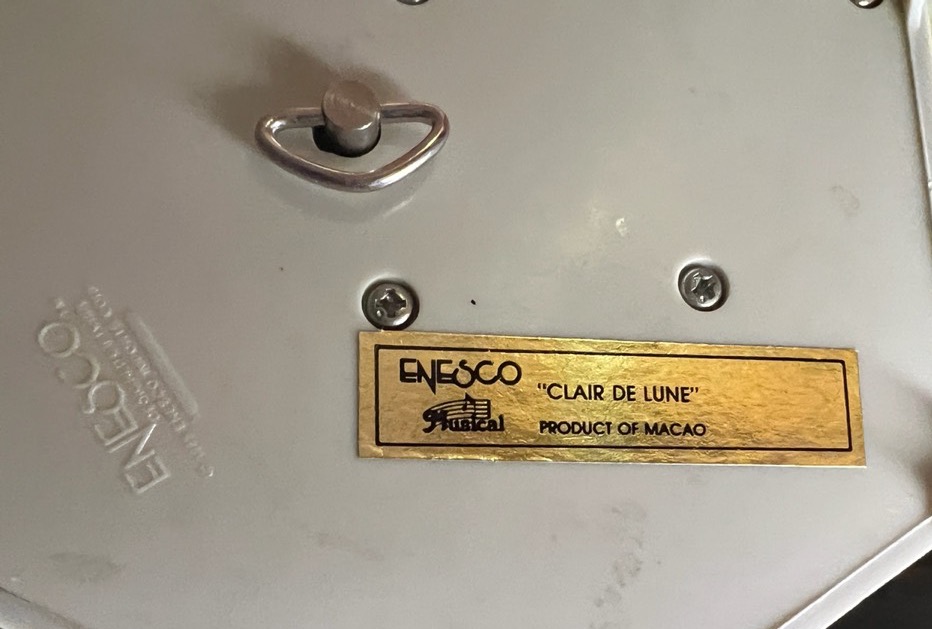 ENESCO
Musical
"CLAIR DE LUNE"
PRODUCT OF MACAO
ENESCO